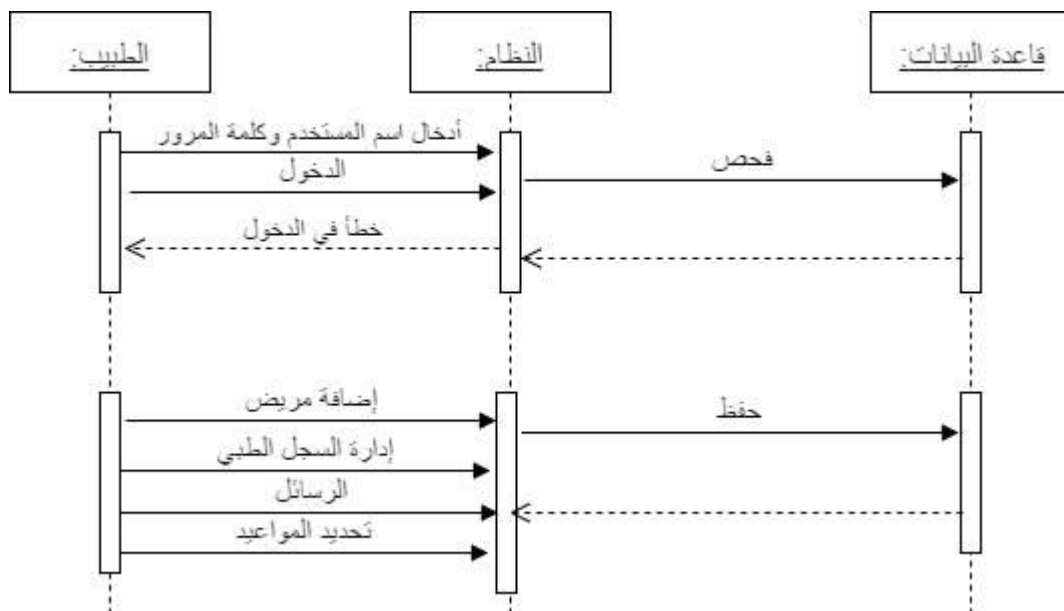 الطبيب:
النظام:
قاعدة البيانات:
أدخال اسم المستخدم وكلمة المرور
فحص
الدخول
خطأ في الدخول
إضافة مريض
حفظ
إدارة السجل الطبي
الرسائل
تحديد المواعيد